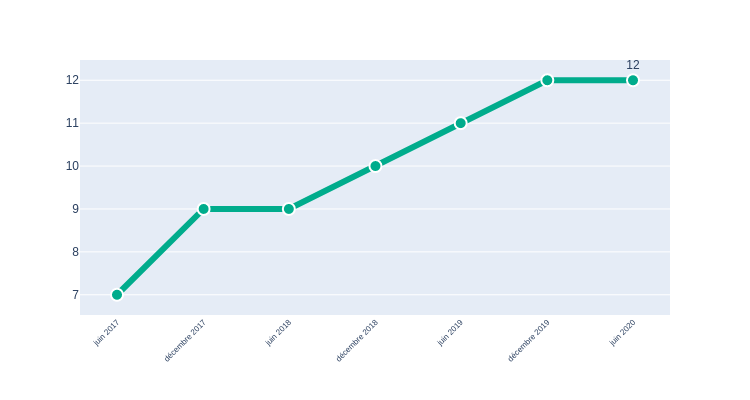 12
12
11
10
9
8
7
juin 2017
décembre 2017
juin 2018
décembre 2018
juin 2019
décembre 2019
juin 2020